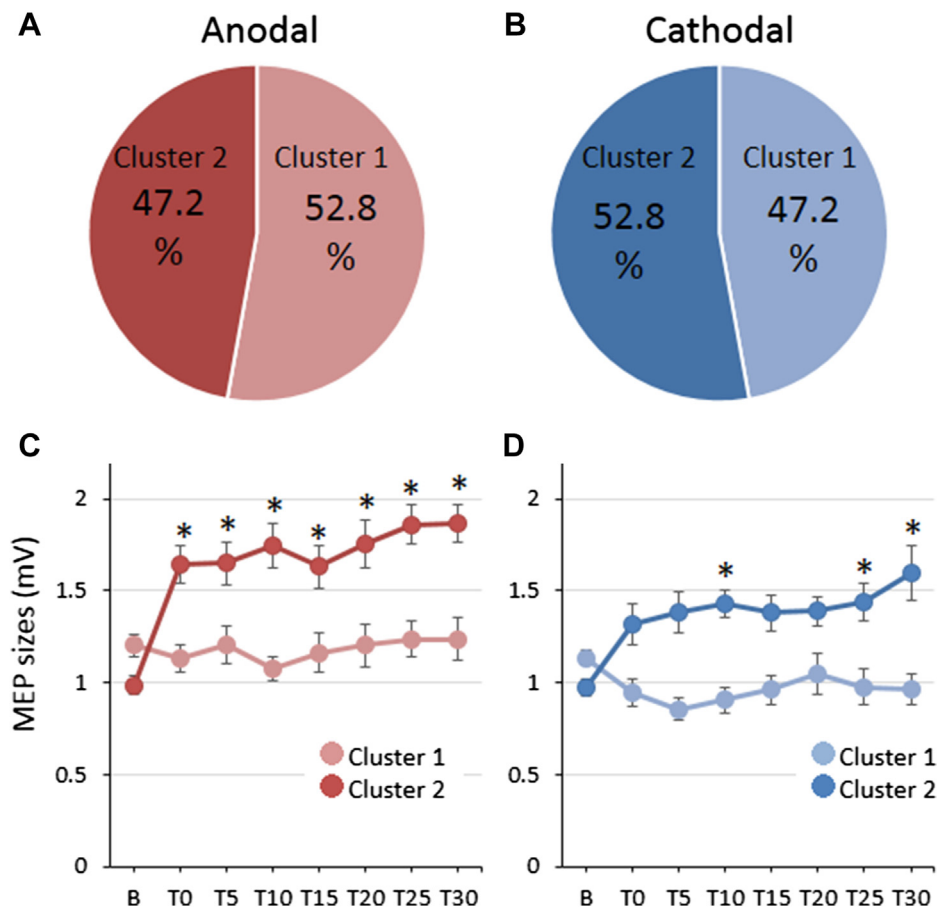 A
Anodal
B
Cathodal
Cluster 2
47.2
%
Cluster 1
52.8
%
Cluster 2
52.8
%
Cluster 1
47.2
%
C
MEP sizes (mV)
2
1.5
1
0.5
0
* * * * * * *
Cluster 1
Cluster 2
B T0 T5 T10 T15 T20 T25 T30
D
2
1.5
1
0.5
0
* * *
Cluster 1
Cluster 2
B T0 T5 T10 T15 T20 T25 T30